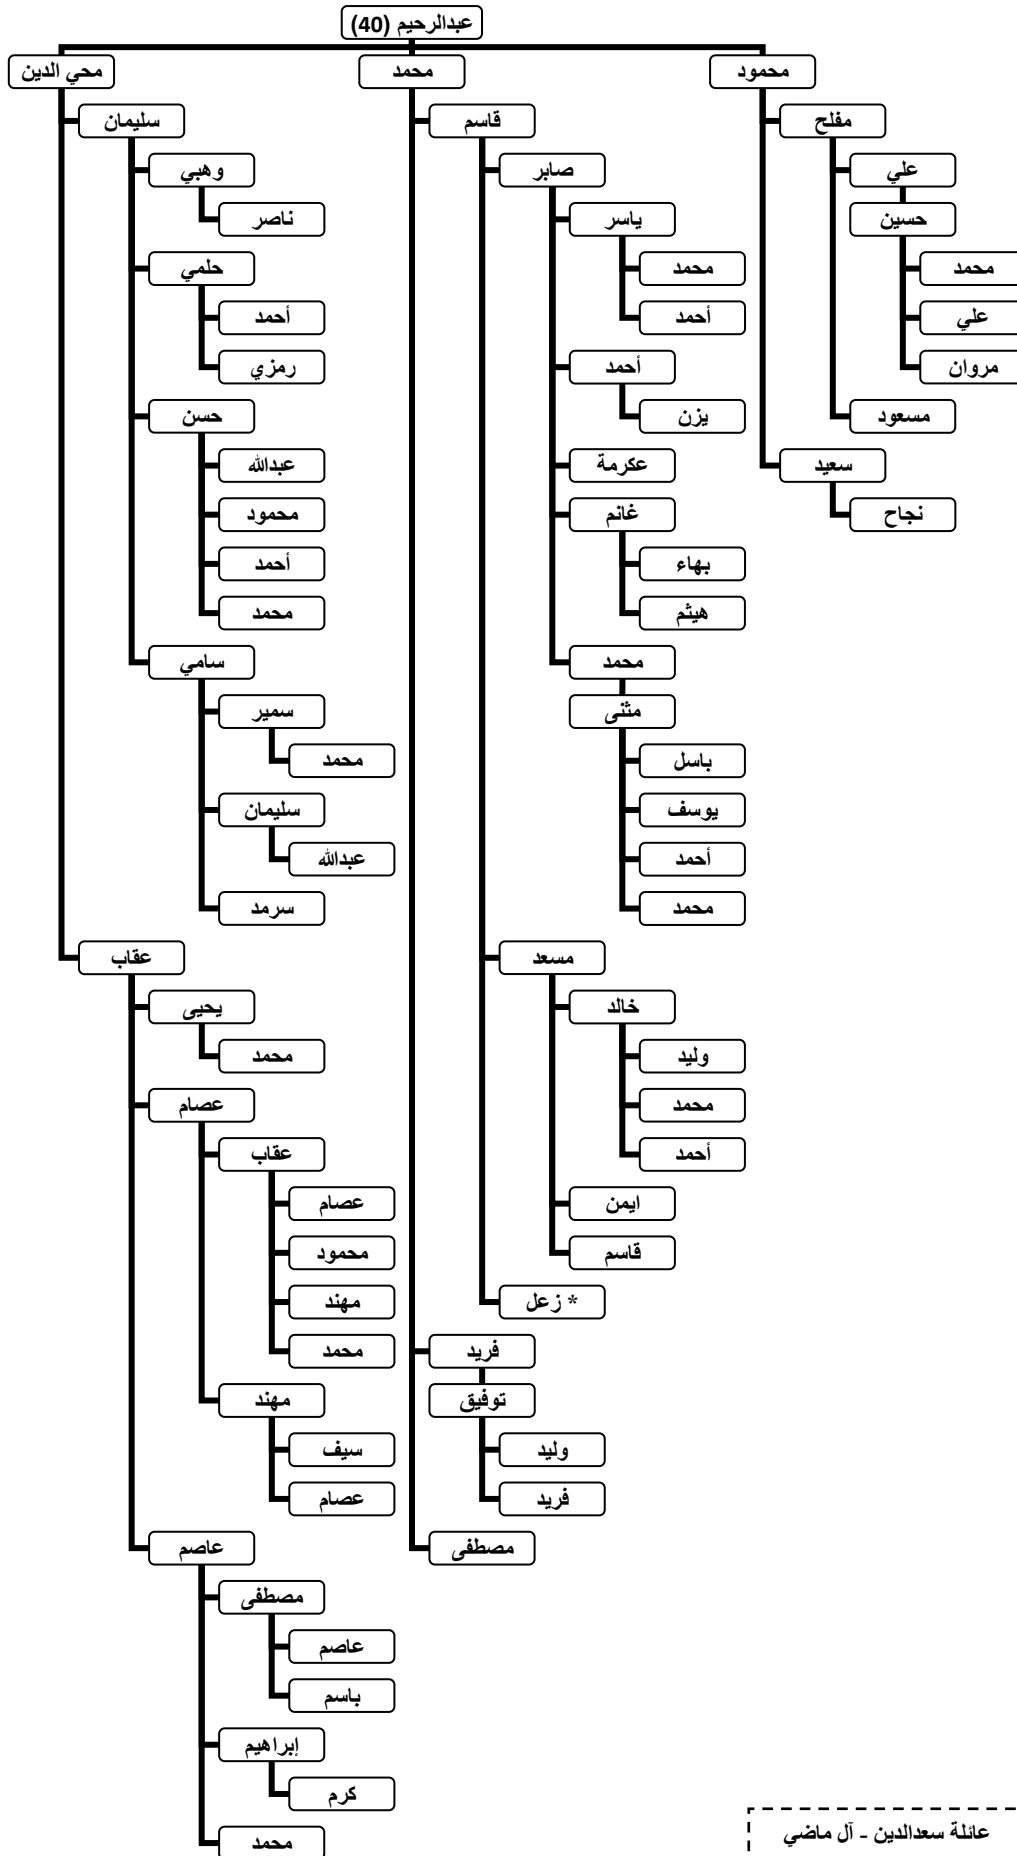 عبدالرحيم (40)
محمود
مفلح
علي
حسين
محمد
علي
مروان
مسعود
سعيد
نجاح
محمد
قاسم
صابر
ياسر
محمد
أحمد
أحمد
يزن
عكرمة
غانم
بهاء
هيثم
محمد
مثنى
باسل
يوسف
أحمد
محمد
مسعد
خالد
وليد
محمد
أحمد
ايمن
قاسم
* زعل
فريد
توفيق
وليد
فريد
مصطفى
محي الدين
سليمان
وهبي
ناصر
حلمي
أحمد
رمزي
حسن
عبدالله
محمود
أحمد
محمد
سامي
سمير
محمد
سليمان
عبدالله
سرمد
عقاب
يحيى
محمد
عصام
عقاب
عصام
محمود
مهند
محمد
مهند
سيف
عصام
عاصم
مصطفى
عاصم
باسم
إبراهيم
كرم
محمد
عائلة سعدالدين - آل ماضي